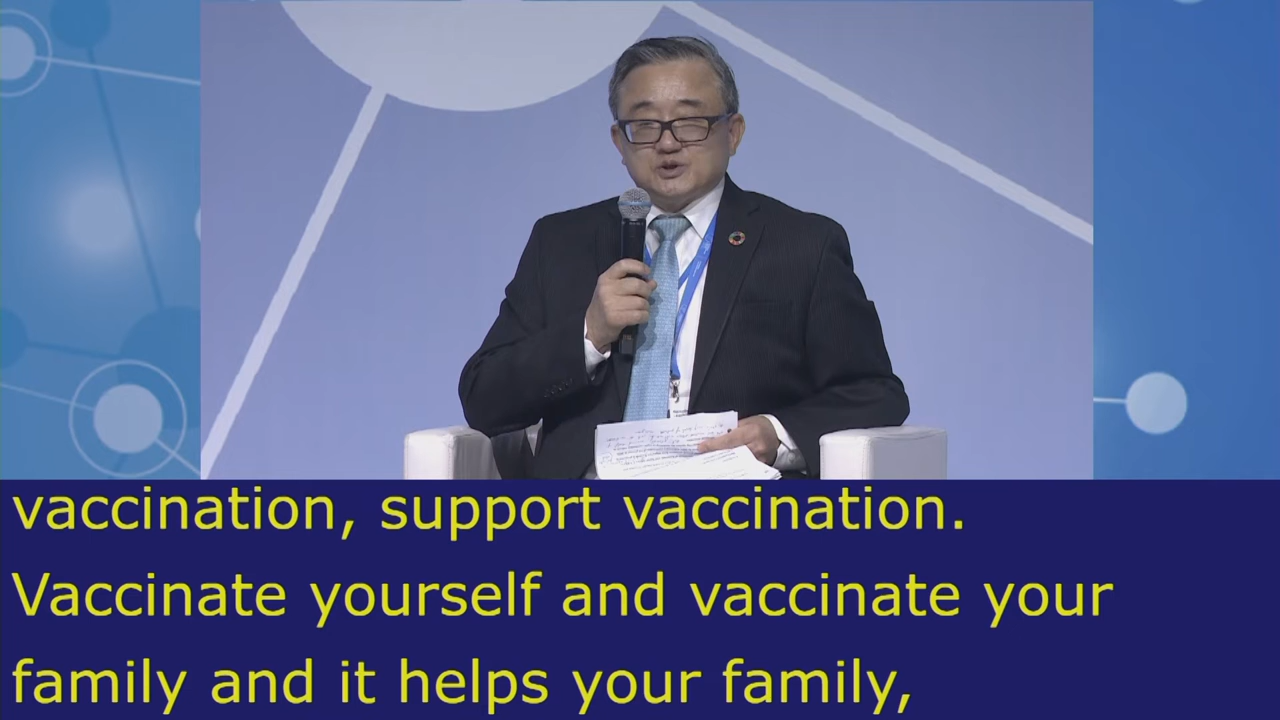 vaccination, support vaccination.
Vaccinate yourself and vaccinate your
family and it helps your family,